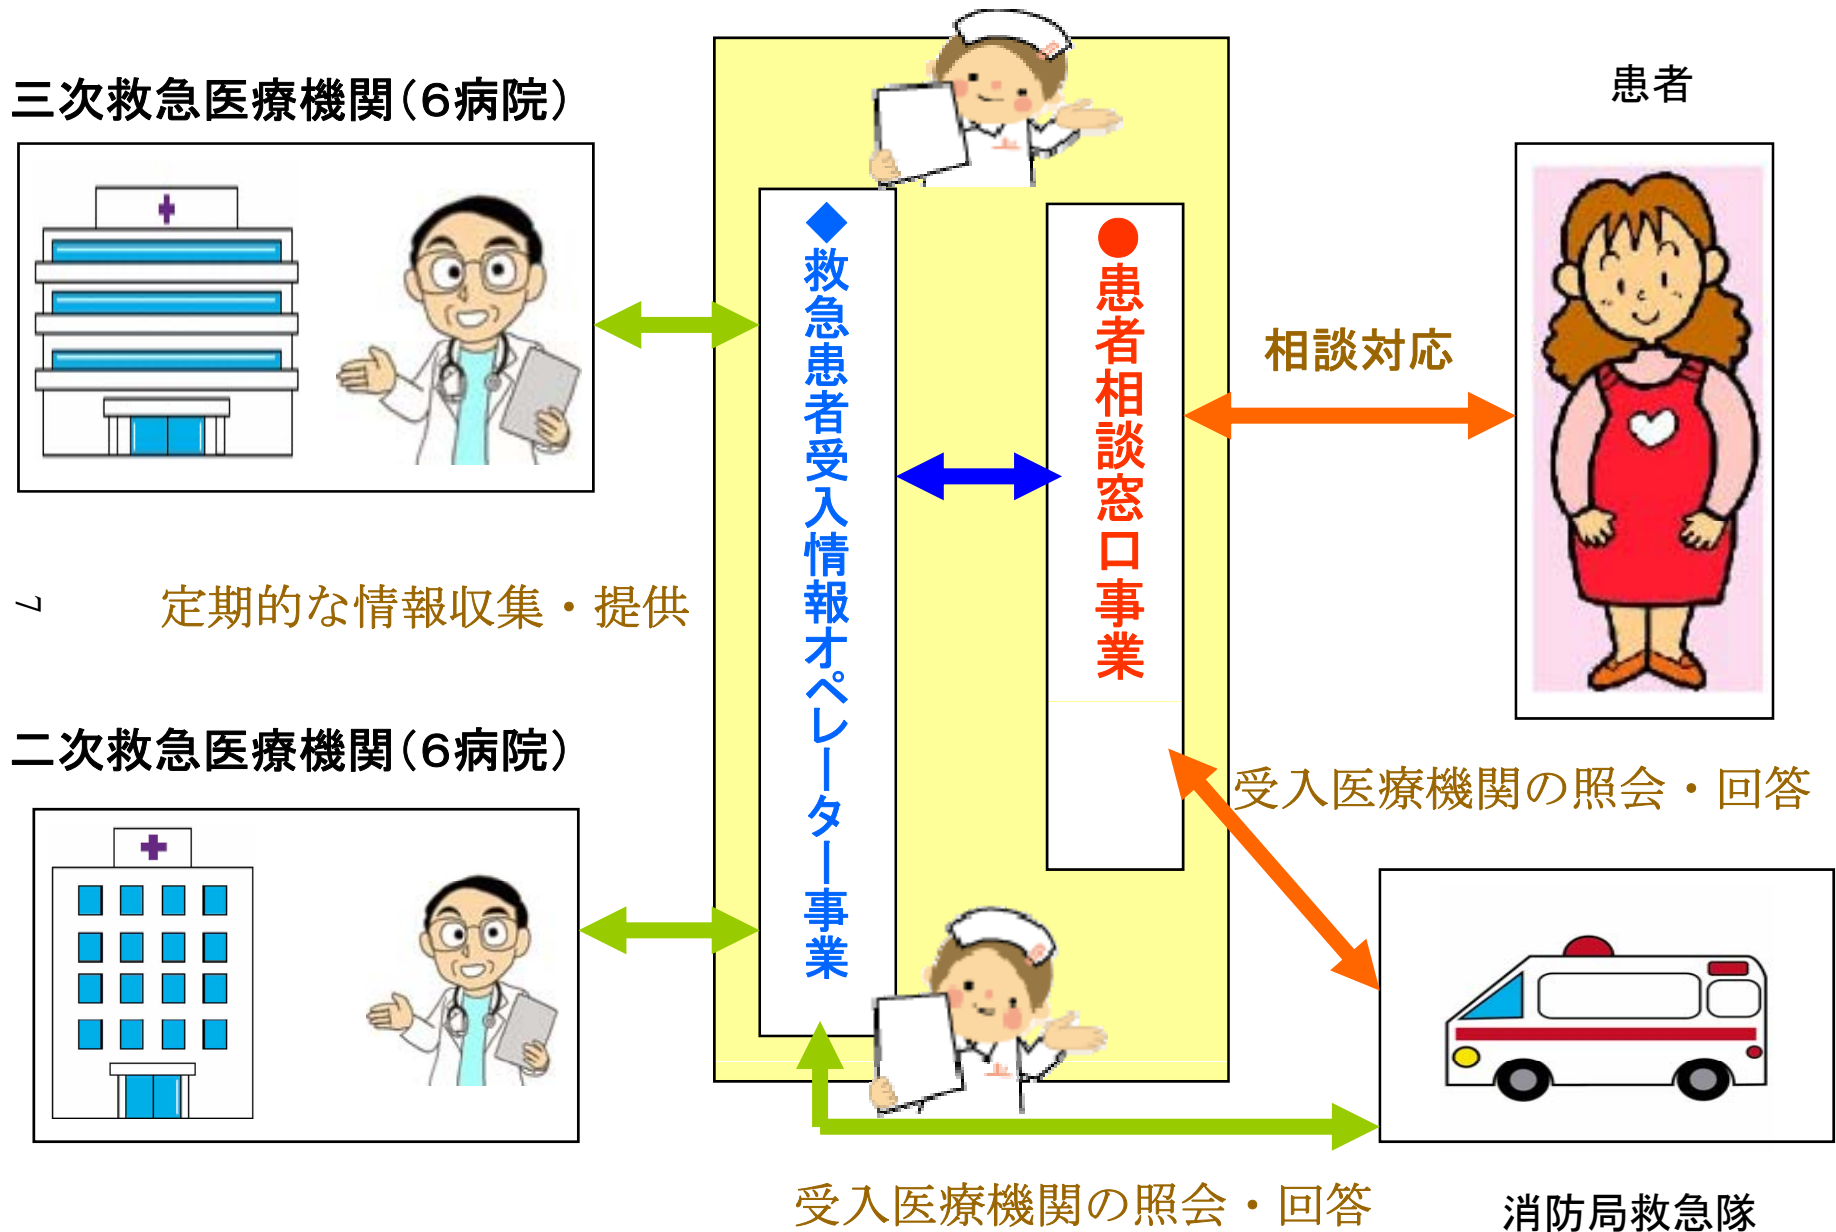 三次救急医療機関（６病院）
患者
◆救急患者受入情報オペレーター事業
●患者相談窓口事業
相談対応
7
定期的な情報収集・提供
二次救急医療機関（６病院）
受入医療機関の照会・回答
受入医療機関の照会・回答
消防局救急隊